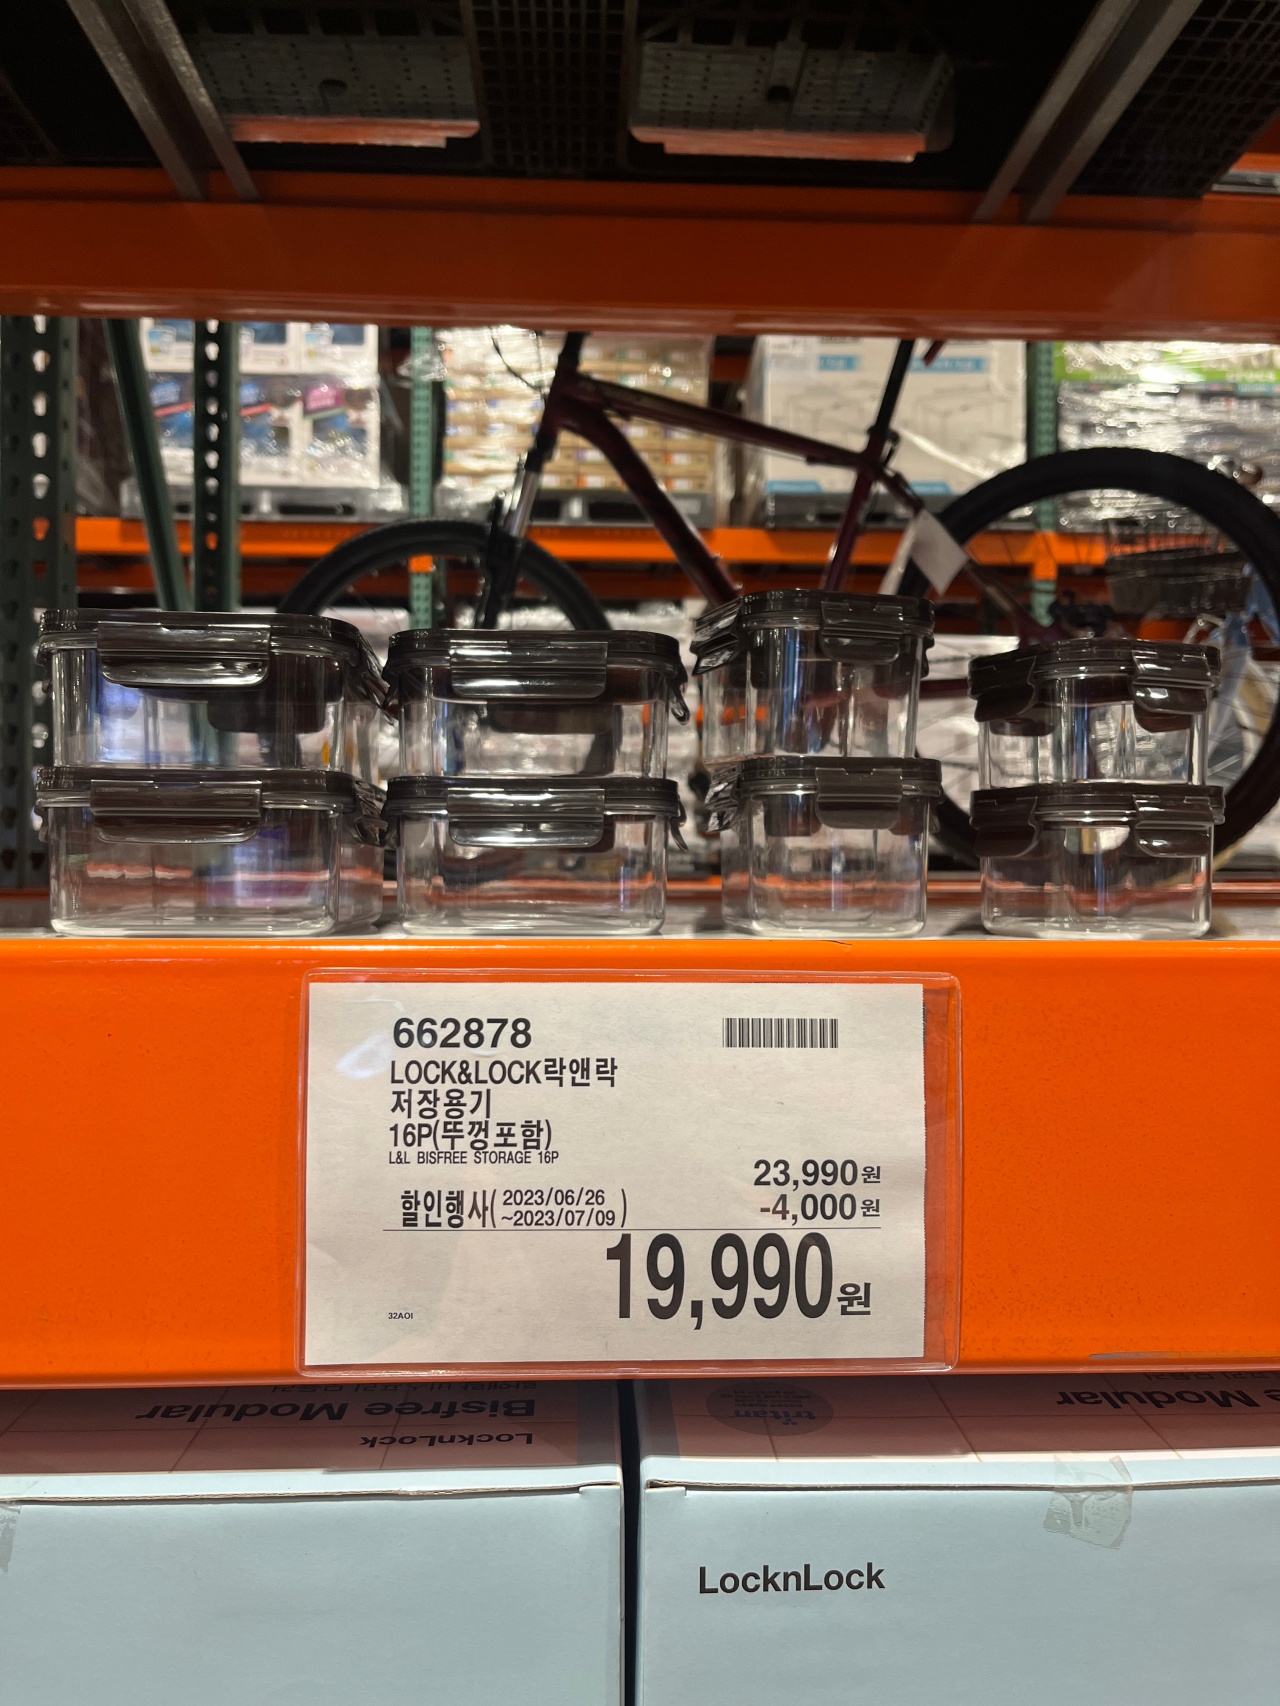 662878
LOCK&LOCK락앤락
저장용기
16P(뚜껑포함)
L&L BISFREE STORAGE 16P
23,990원
할인행사( 2023/06/26
~2023/07/09 )
-4,000원
19,990원
32AOI
Bisfree Modular
LocknLock
tritan
e Modular
LocknLock